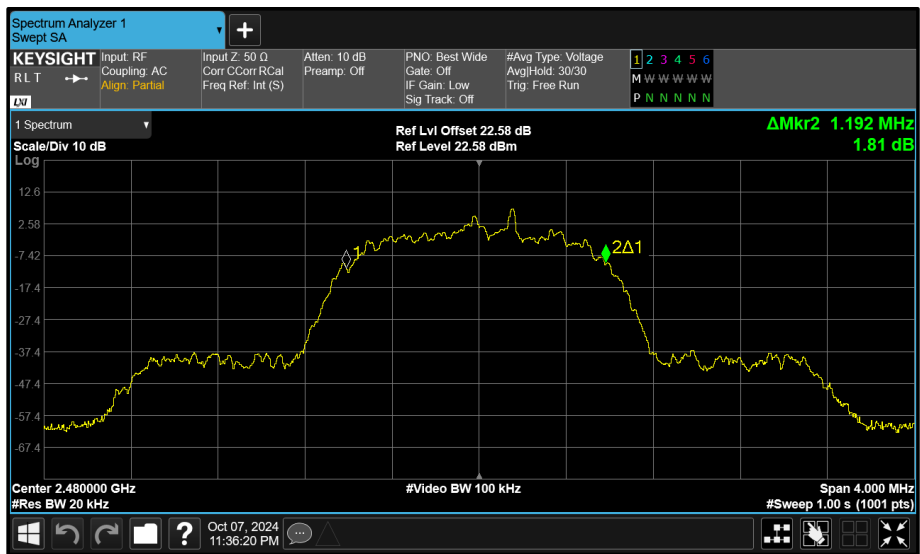 Spectrum Analyzer 1
Swept SA
KEYSIGHT
RLT
LXI
Input: RF
Coupling: AC
Align: Partial
Input Z: 50 Ω
Corr CCorr RCal
Freq Ref: Int (S)
Atten: 10 dB
Preamp: Off
PNO: Best Wide
Gate: Off
IF Gain: Low
Sig Track: Off
#Avg Type: Voltage
Avg|Hold: 30/30
Trig: Free Run
1 2 3 4 5 6
M W W W W W
P N N N N N
1 Spectrum
Scale/Div 10 dB
Ref Lvl Offset 22.58 dB
Ref Level 22.58 dBm
ΔMkr2 1.192 MHz
1.81 dB
Log
12.6
2.58
-7.42
-17.4
-27.4
-37.4
-47.4
-57.4
-67.4
1
2Δ1
Center 2.480000 GHz
#Video BW 100 kHz
Span 4.000 MHz
#Res BW 20 kHz
#Sweep 1.00 s (1001 pts)
?
Oct 07, 2024
11:36:20 PM